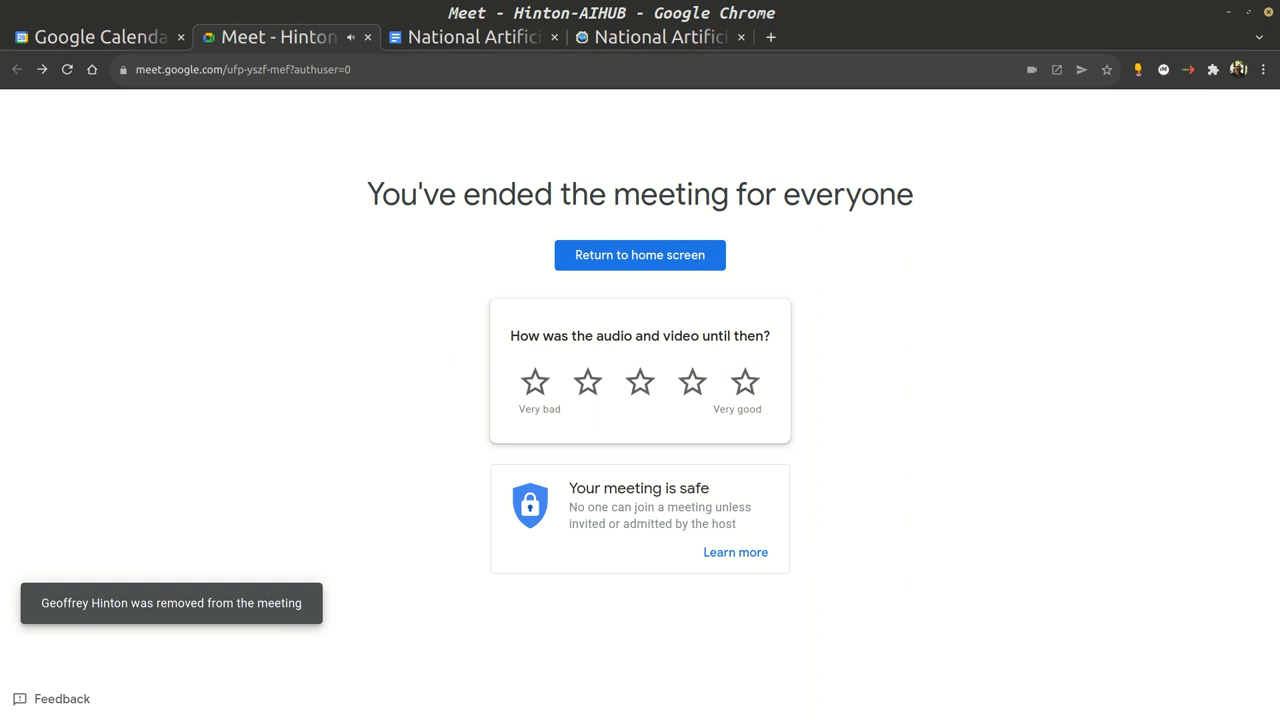 Meet - Hinton-AIHUB - Google Chrome
Google Calenda
Meet - Hinton
National Artifici
National Artifici
meet.google.com/ufp-yszf-mef?authuser=0
You've ended the meeting for everyone
Return to home screen
How was the audio and video until then?
Very bad
Very good
Your meeting is safe
No one can join a meeting unless
invited or admitted by the host
Learn more
Geoffrey Hinton was removed from the meeting
Feedback